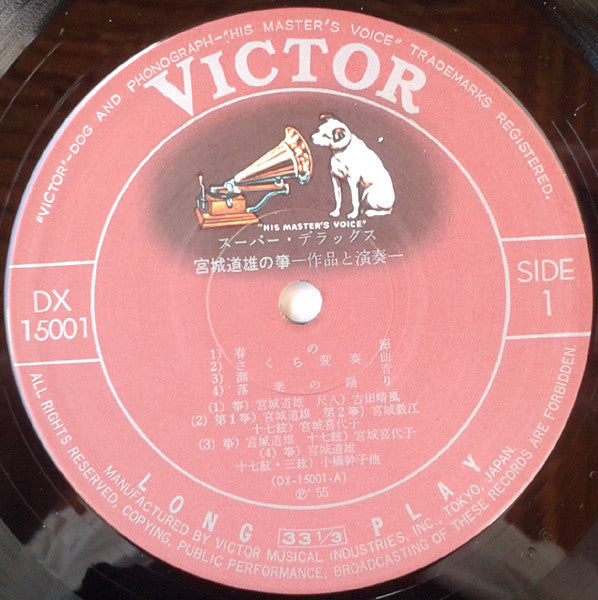 "VICTOR"-DOG AND PHONOGRAPH-"HIS MASTER'S VOICE" TRADEMARKS REGISTERED.
VICTOR
"HIS MASTER'S VOICE"
スーパー・デラックス
宮城道雄の箏—作品と演奏—
DX
15001
SIDE
1
1) 春の海
2) さくら変奏曲
3) 瀬音
4) 落葉の踊り
(1) 箏) 宮城道雄 尺八) 吉田晴風
(2) 第1箏) 宮城道雄 第2箏) 宮城数江
十七絃) 宮城喜代子
(3) 箏) 宮城道雄 十七絃) 宮城喜代子
(4) 箏) 宮城道雄
十七絃・三絃) 小橋幹子他
(DX-15001-A)
Ⓟ '55
LONG 33 1/3 PLAY
MANUFACTURED BY VICTOR MUSICAL INDUSTRIES, INC., TOKYO, JAPAN
ALL RIGHTS RESERVED, COPYING, PUBLIC PERFORMANCE, BROADCASTING OF THESE RECORDS ARE FORBIDDEN.